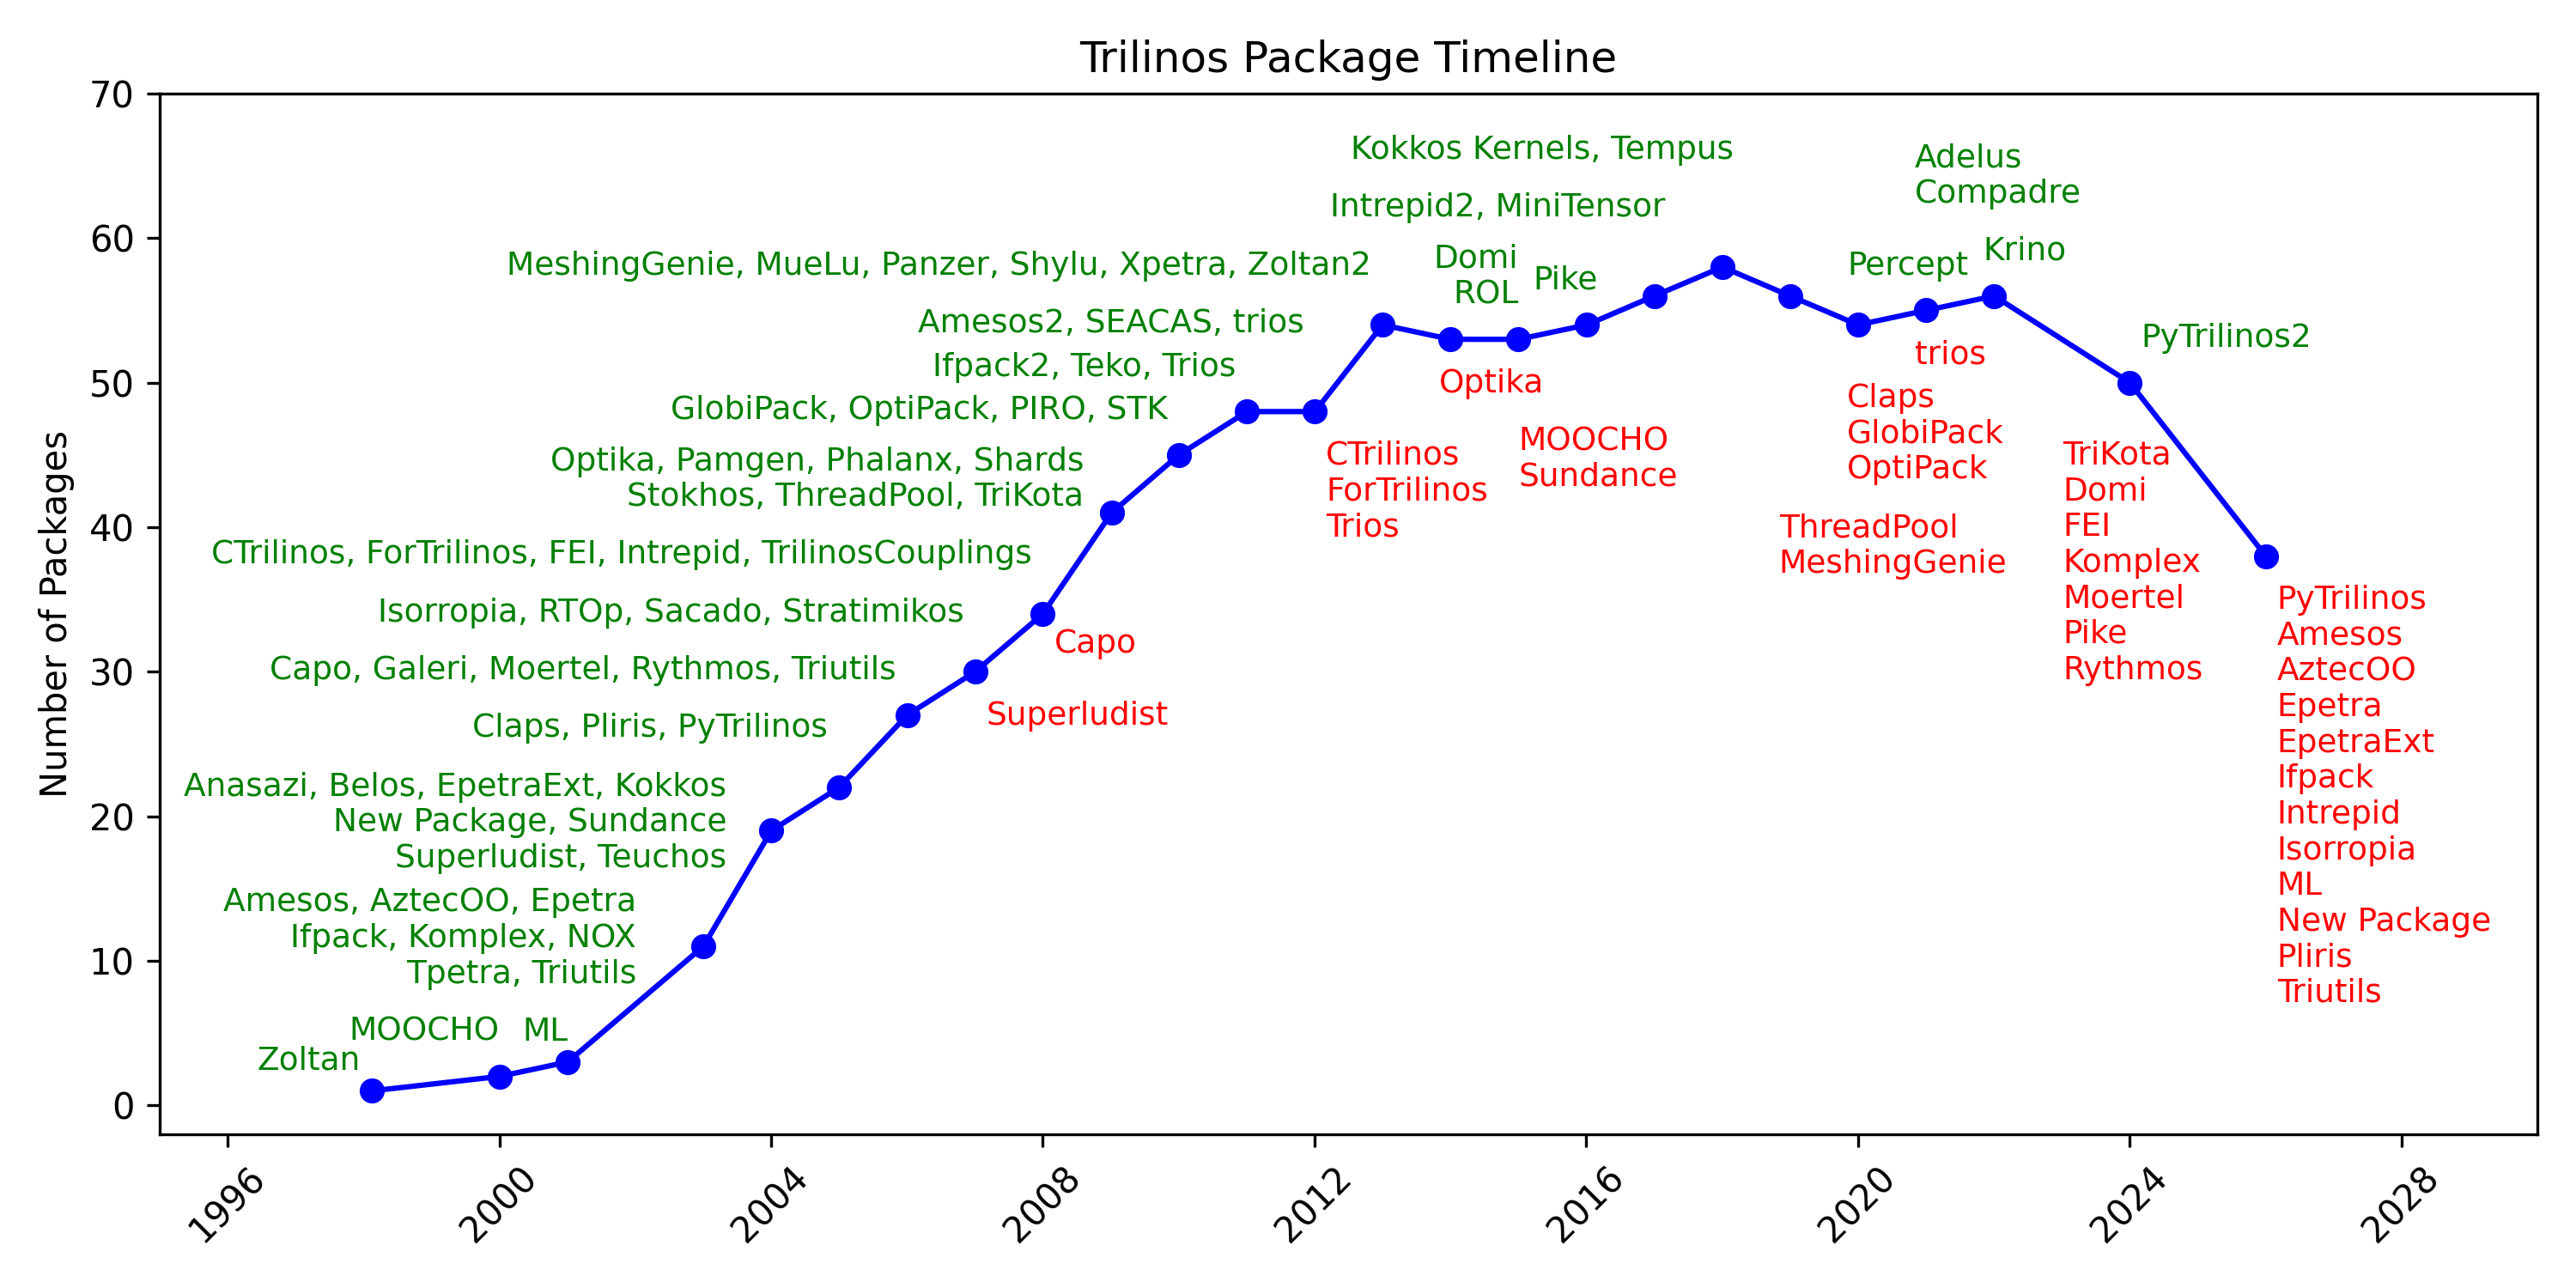 Trilinos Package Timeline
Number of Packages
70
60
50
40
30
20
10
0
1996
2000
2004
2008
2012
2016
2020
2024
2028
Zoltan
MOOCHO
ML
Amesos, AztecOO, Epetra
Ifpack, Komplex, NOX
Tpetra, Triutils
Anasazi, Belos, EpetraExt, Kokkos
New Package, Sundance
Superludist, Teuchos
Claps, Pliris, PyTrilinos
Capo, Galeri, Moertel, Rythmos, Triutils
Isorropia, RTOp, Sacado, Stratimikos
CTrilinos, ForTrilinos, FEI, Intrepid, TrilinosCouplings
Optika, Pamgen, Phalanx, Shards
Stokhos, ThreadPool, TriKota
GlobiPack, OptiPack, PIRO, STK
Ifpack2, Teko, Trios
Amesos2, SEACAS, trios
MeshingGenie, MueLu, Panzer, Shylu, Xpetra, Zoltan2
Domi
ROL
Pike
Intrepid2, MiniTensor
Kokkos Kernels, Tempus
Percept
Krino
Adelus
Compadre
PyTrilinos2
Superludist
Capo
CTrilinos
ForTrilinos
Trios
Optika
MOOCHO
Sundance
ThreadPool
MeshingGenie
Claps
GlobiPack
OptiPack
trios
TriKota
Domi
FEI
Komplex
Moertel
Pike
Rythmos
PyTrilinos
Amesos
AztecOO
Epetra
EpetraExt
Ifpack
Intrepid
Isorropia
ML
New Package
Pliris
Triutils